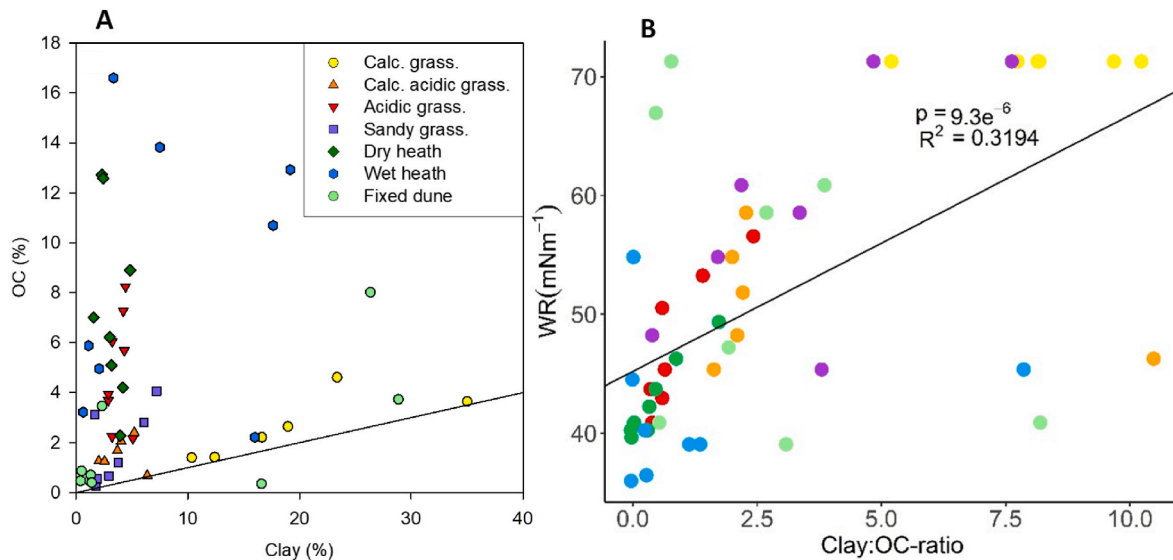 A
18
16
14
12
10
8
6
4
2
0
OC (%)
0
10
20
30
40
Clay (%)
Calc. grass.
Calc. acidic grass.
Acidic grass.
Sandy grass.
Dry heath
Wet heath
Fixed dune
B
70
60
50
40
WR(mNm⁻¹)
p = 9.3e⁻⁶
R² = 0.3194
0.0
2.5
5.0
7.5
10.0
Clay:OC-ratio